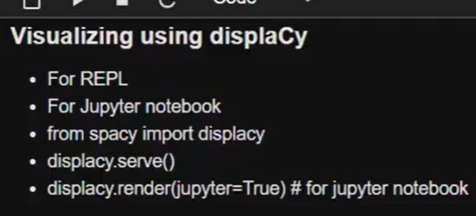 Code
Visualizing using displaCy
For REPL
For Jupyter notebook
from spacy import displacy
displacy.serve()
displacy.render(jupyter=True) # for jupyter notebook